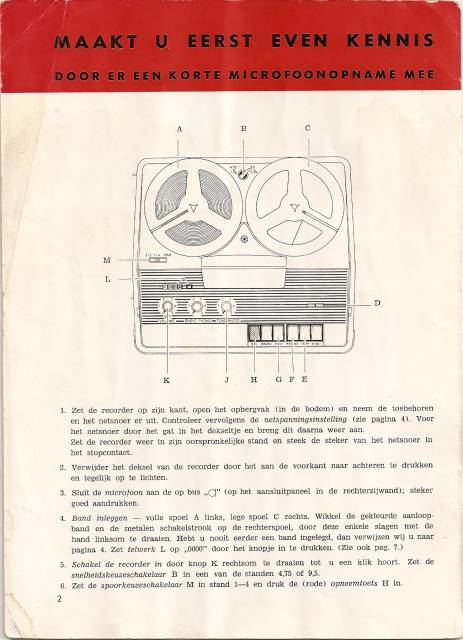 MAAKT U EERST EVEN KENNIS
DOOR ER EEN KORTE MICROFOONOPNAME MEE
A
B
C
M
L
D
K
J
H
G
F
E
1. Zet de recorder op zijn kant, open het opbergvak (in de bodem) en neem de toebehoren
en het netsnoer er uit. Controleer vervolgens de netspanningsinstelling (zie pagina 4). Voer
het netsnoer door het gat in het dekseltje en breng dit daarna weer aan.
Zet de recorder weer in zijn oorspronkelijke stand en steek de steker van het netsnoer in
het stopcontact.
2. Verwijder het deksel van de recorder door het aan de voorkant naar achteren te drukken
en tegelijk op te lichten.
3. Sluit de microfoon aan de op bus „ " (op het aansluitpaneel in de rechterzijwand); steker
goed aandrukken.
4. Band inleggen — volle spoel A links, lege spoel C rechts. Wikkel de gekleurde aanloop-
band en de metalen schakelstrook op de rechterspoel, door deze enkele slagen met de
hand linksom te draaien. Hebt u nooit eerder een band ingelegd, dan verwijzen wij u naar
pagina 4. Zet telwerk L op „0000" door het knopje in te drukken. (Zie ook pag. 7.)
5. Schakel de recorder in door knop K rechtsom te draaien tot u een klik hoort. Zet de
snelheidskeuzeschakelaar B in een van de standen 4,75 of 9,5.
6. Zet de spoorkeuzeschakelaar M in stand 1—4 en druk de (rode) opneemtoets H in.
2